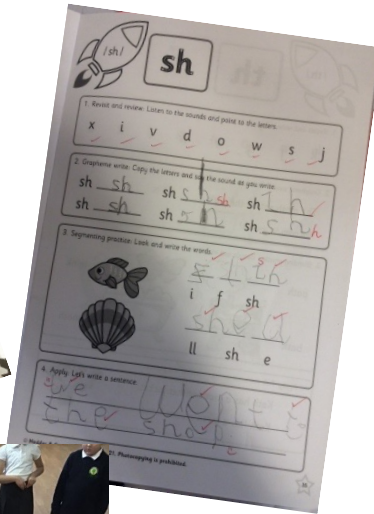 /sh/
sh
th
1. Revisit and review: Listen to the sounds and point to the letters.
x i v d o w s j
2. Grapheme write: Copy the letters and say the sound as you write.
sh sh sh sh sh sh
sh sh sh sh sh sh
3. Segmenting practice: Look and write the words.
i f sh
shell
ll sh e
4. Apply: Let's write a sentence.
We Went to
the shop
Photocopying is prohibited.